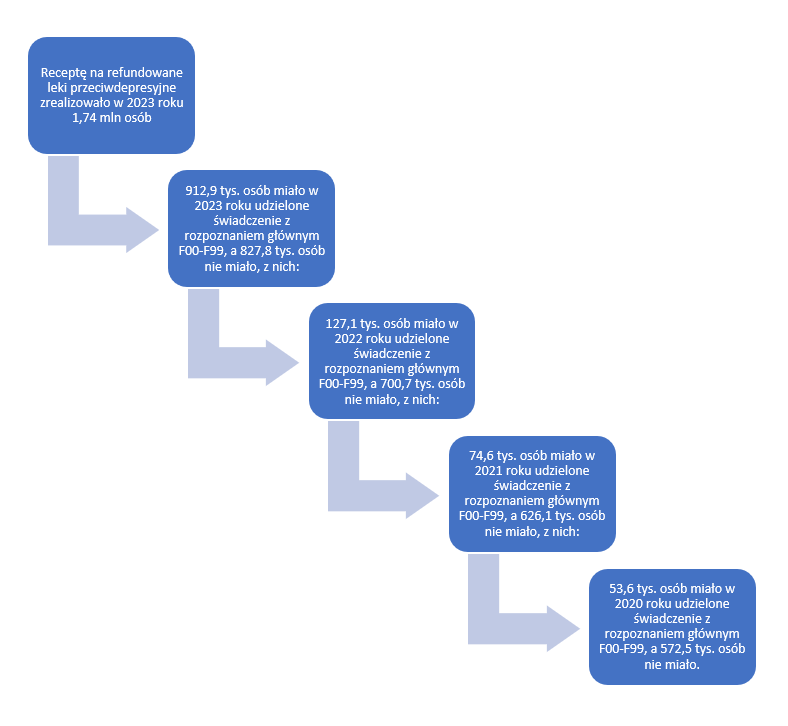 Receptę na refundowane
leki przeciwdepresyjne
zrealizowało w 2023 roku
1,74 mln osób
912,9 tys. osób miało w
2023 roku udzielone
świadczenie z
rozpoznaniem głównym
F00-F99, a 827,8 tys. osób
nie miało, z nich:
127,1 tys. osób miało w
2022 roku udzielone
świadczenie z
rozpoznaniem głównym
F00-F99, a 700,7 tys. osób
nie miało, z nich:
74,6 tys. osób miało w
2021 roku udzielone
świadczenie z
rozpoznaniem głównym
F00-F99, a 626,1 tys. osób
nie miało, z nich:
53,6 tys. osób miało w
2020 roku udzielone
świadczenie z
rozpoznaniem głównym
F00-F99, a 572,5 tys. osób
nie miało.